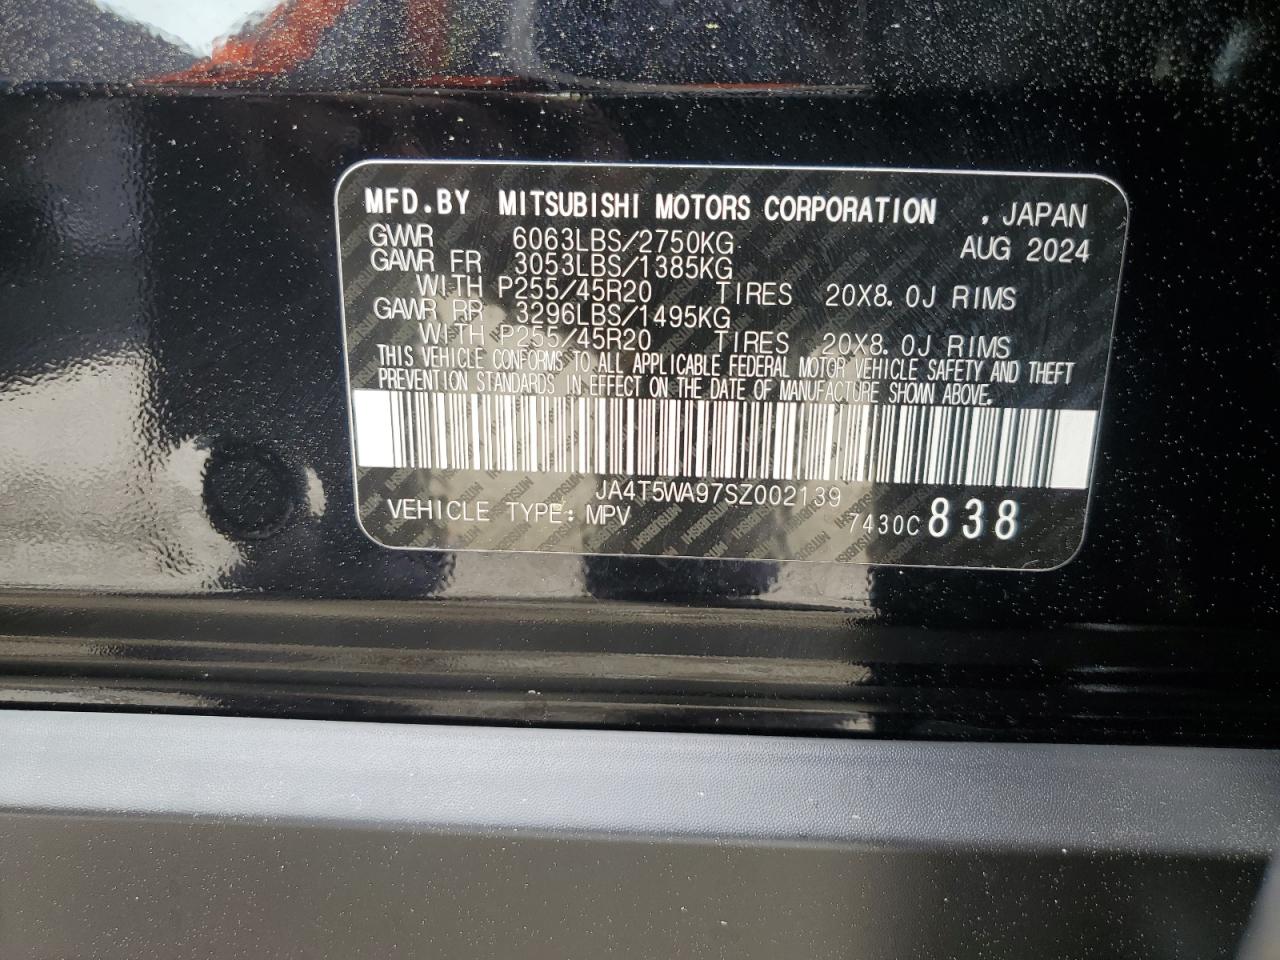 MFD.BY MITSUBISHI MOTORS CORPORATION , JAPAN
GVWR 6063LBS/2750KG AUG 2024
GAWR FR 3053LBS/1385KG
WITH P255/45R20 TIRES 20X8.0J RIMS
GAWR RR 3296LBS/1495KG
WITH P255/45R20 TIRES 20X8.0J RIMS
THIS VEHICLE CONFORMS TO ALL APPLICABLE FEDERAL MOTOR VEHICLE SAFETY AND THEFT
PREVENTION STANDARDS IN EFFECT ON THE DATE OF MANUFACTURE SHOWN ABOVE.
JA4T5WA97SZ002139
VEHICLE TYPE: MPV 7430C 838